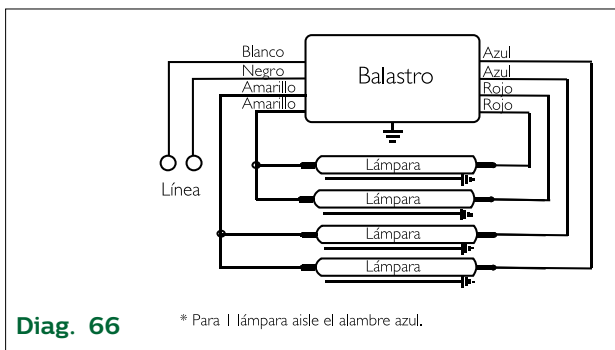 Blanco
Negro
Amarillo
Amarillo
Balastro
Azul
Azul
Rojo
Rojo
Línea
Lámpara
Lámpara
Lámpara
Lámpara
Diag. 66
* Para 1 lámpara aisle el alambre azul.